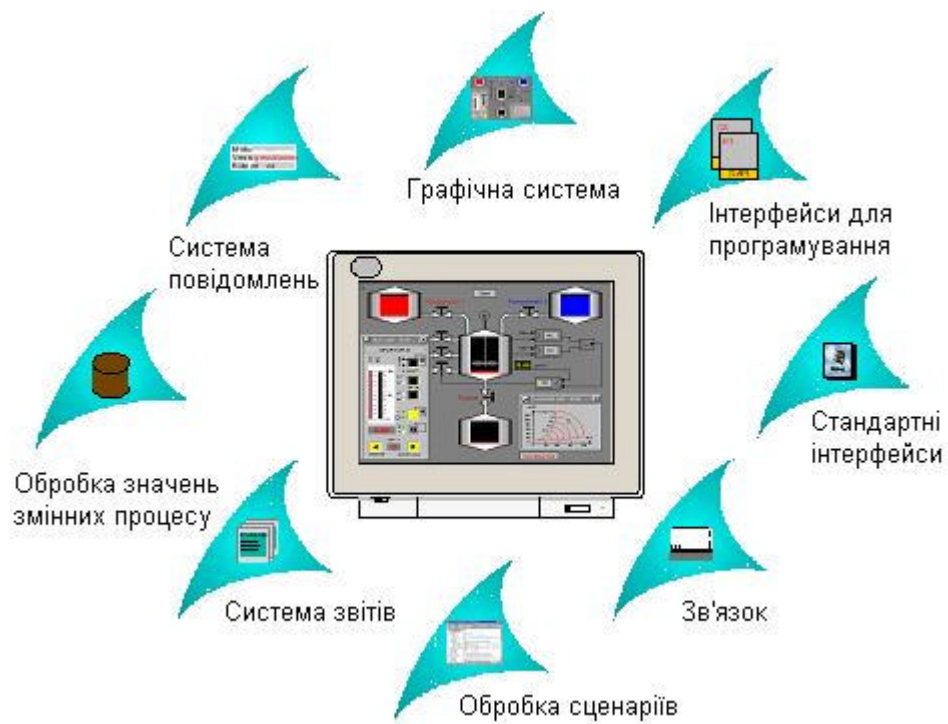 Графічна система
Інтерфейси для
програмування
Система
повідомлень
Стандартні
інтерфейси
Обробка значень
змінних процесу
Система звітів
Зв'язок
Обробка сценаріїв